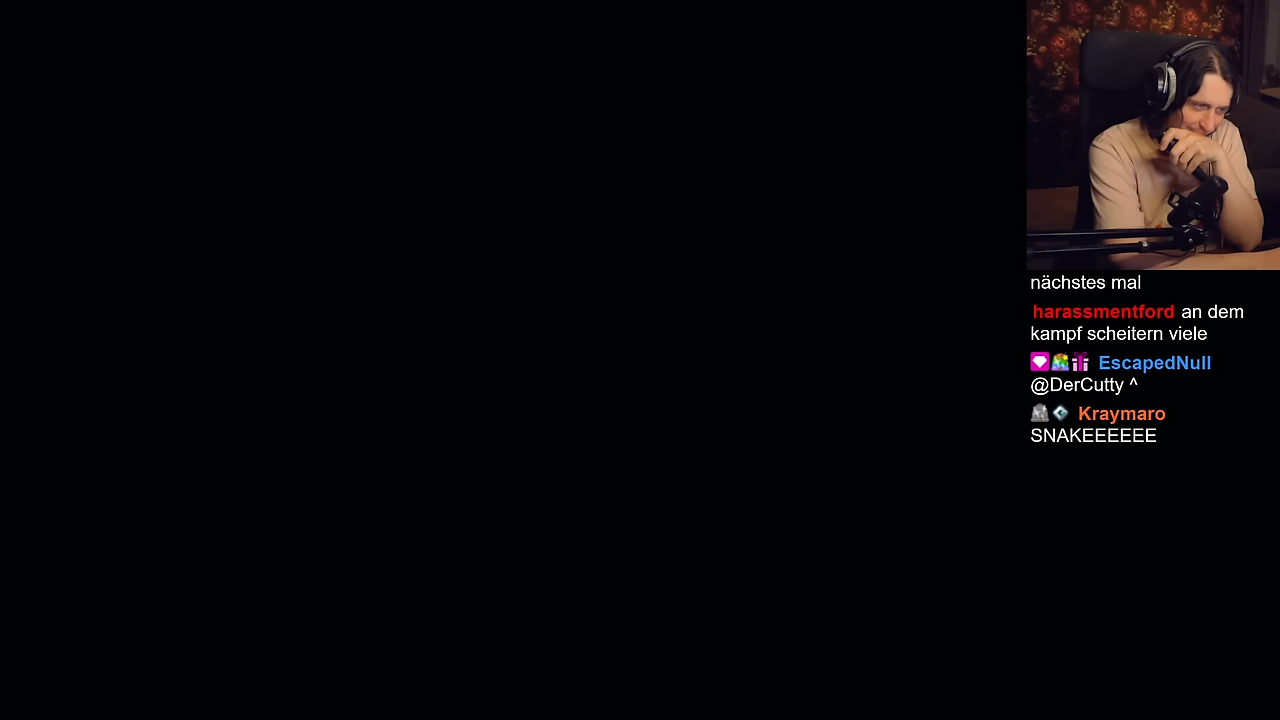 nächstes mal
harassmentford an dem
kampf scheitern viele
EscapedNull
@DerCutty ^
Kraymaro
SNAKEEEEEE